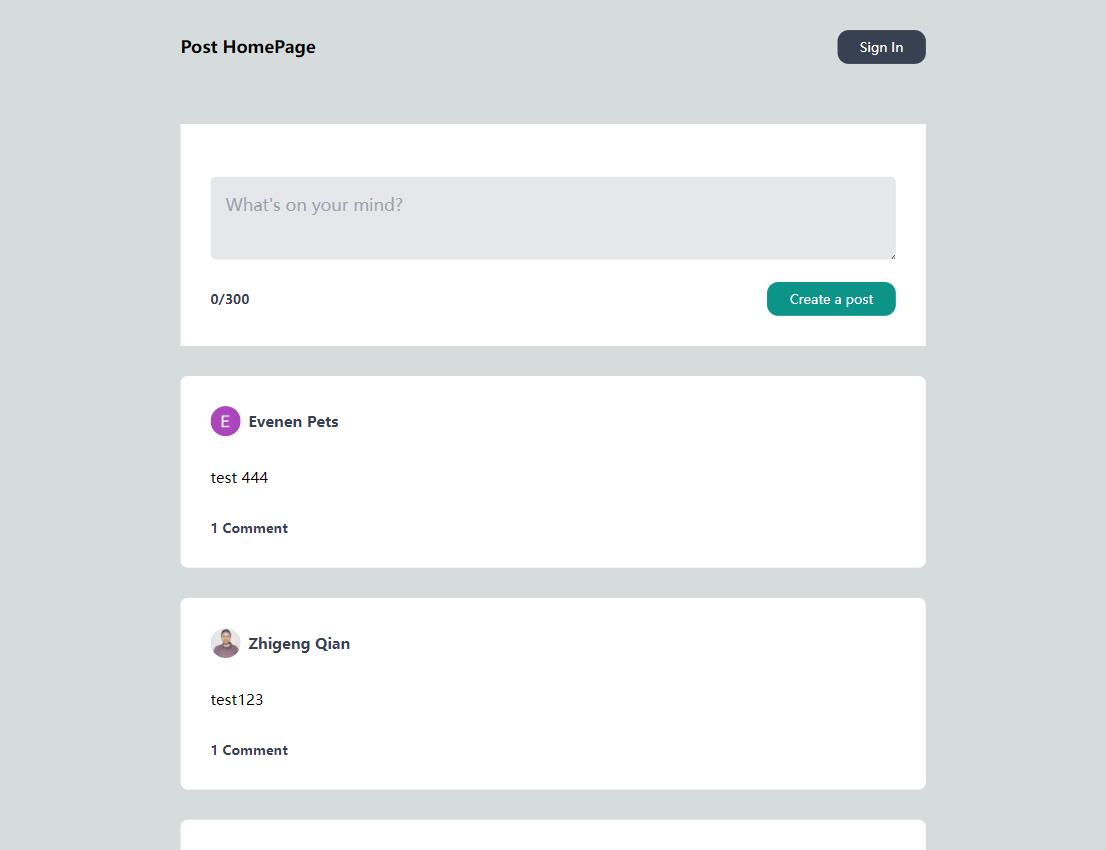 Post HomePage
Sign In
What's on your mind?
0/300
Create a post
E
Evenen Pets
test 444
1 Comment
Zhigeng Qian
test123
1 Comment